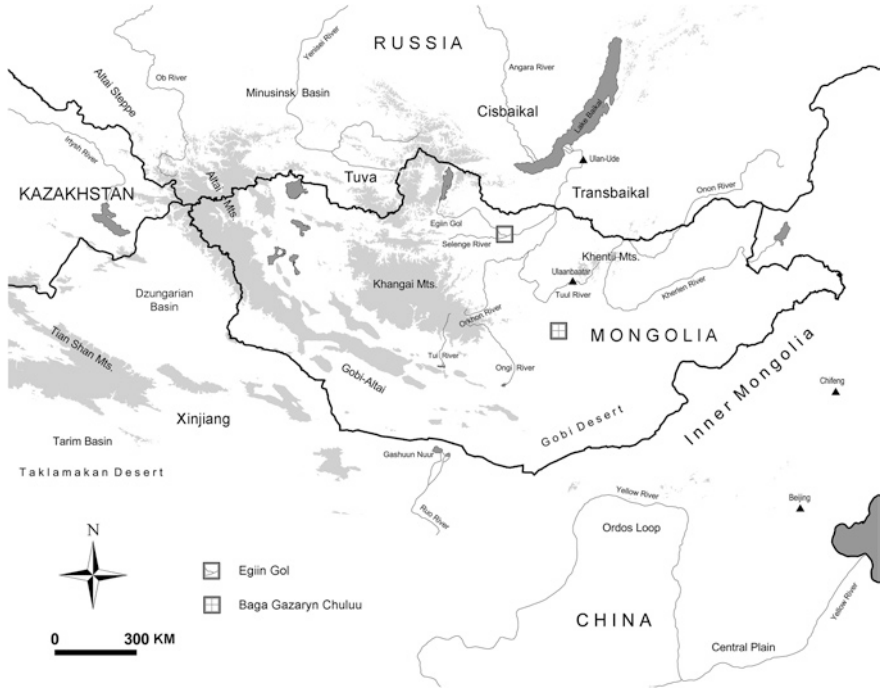 RUSSIA
Yenisei River
Angara River
Altai Steppe
Ob River
Minusinsk Basin
Cisbaikal
Lake Baikal
Irtysh River
Ulan-Ude
KAZAKHSTAN
Altai Mts.
Tuva
Transbaikal
Onon River
Egiin Gol
Selenge River
Khentii Mts.
Ulaanbaatar
Khangai Mts.
Tuul River
Kherlen River
Dzungarian
Basin
Orkhon River
MONGOLIA
Tian Shan Mts.
Tui River
Ongi River
Gobi-Altai
Inner Mongolia
Chifeng
Xinjiang
Gobi Desert
Tarim Basin
Gashuun Nuur
Taklamakan Desert
Ruo River
Yellow River
Beijing
Ordos Loop
N
Egiin Gol
Baga Gazaryn Chuluu
CHINA
Yellow River
0 300 KM
Central Plain